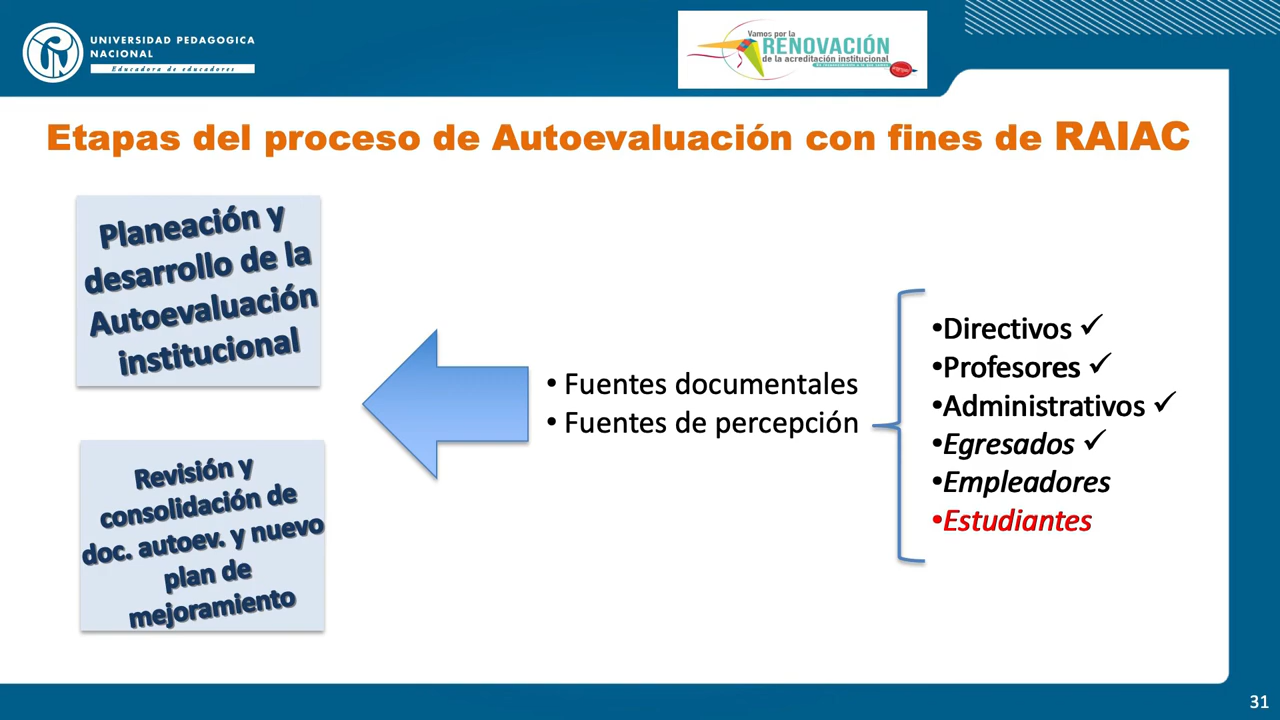 UNIVERSIDAD PEDAGOGICA
NACIONAL
Educadora de educadores
Vamos por la
RENOVACIÓN
de la acreditación institucional
Etapas del proceso de Autoevaluación con fines de RAIAC
Planeación y
desarrollo de la
Autoevaluación
institucional
Revisión y
consolidación de
doc. autoev. y nuevo
plan de
mejoramiento
• Fuentes documentales
• Fuentes de percepción
•Directivos ✓
•Profesores ✓
•Administrativos ✓
•Egresados ✓
•Empleadores
•Estudiantes
31